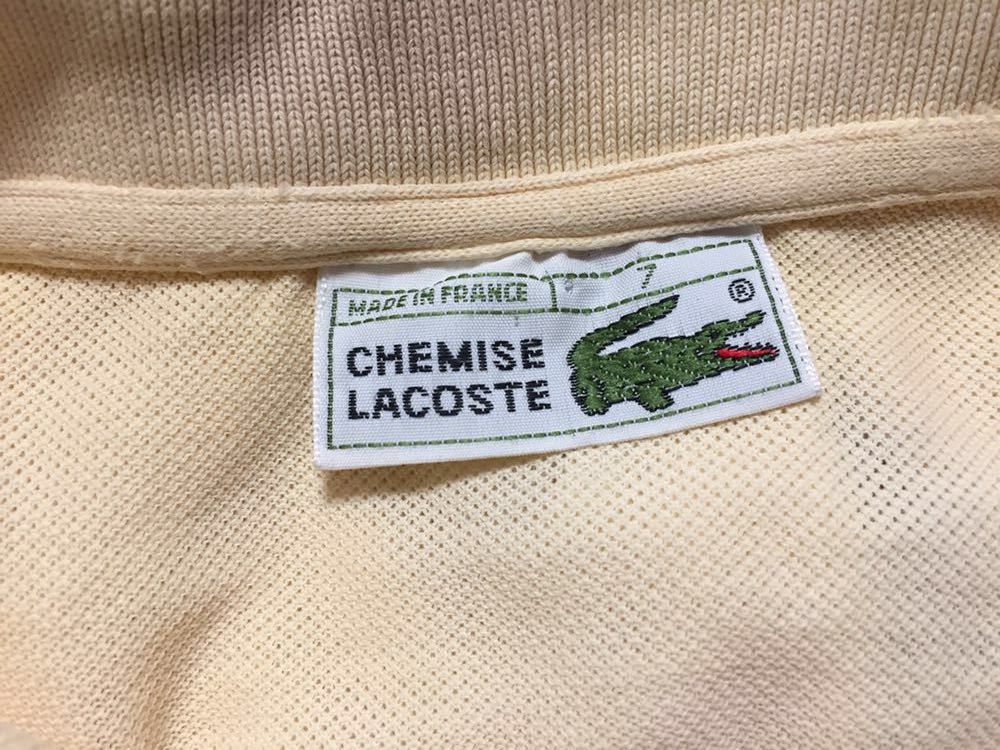 MADE IN FRANCE 7
®
CHEMISE
LACOSTE